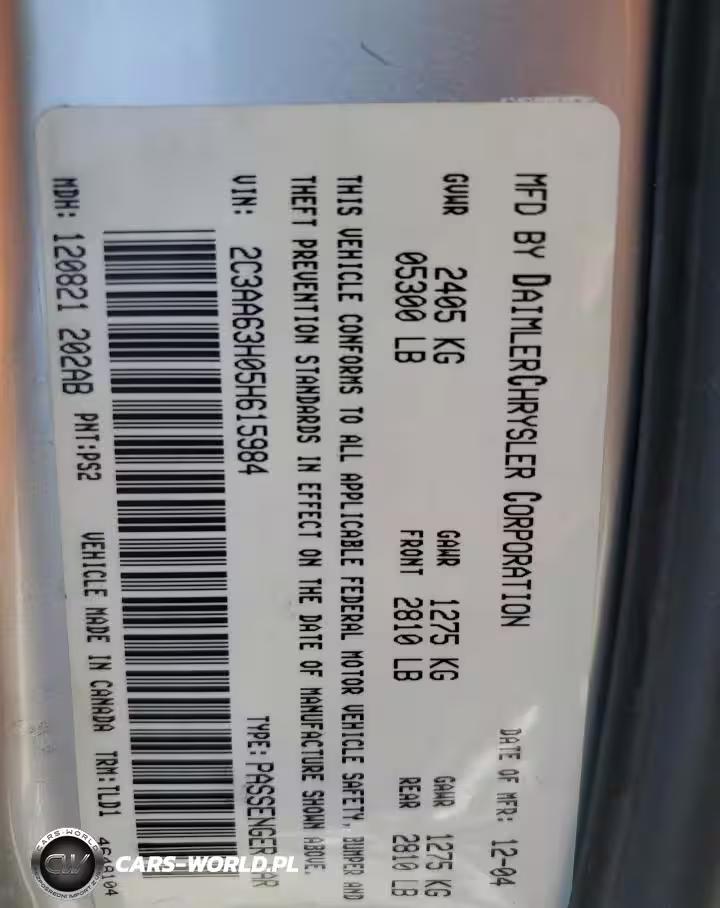 MFD BY DAIMLERCHRYSLER CORPORATION DATE OF MFR: 12-04
GVWR 2405 KG GAWR 1275 KG GAWR 1275 KG
05300 LB FRONT 2810 LB REAR 2810 LB
THIS VEHICLE CONFORMS TO ALL APPLICABLE FEDERAL MOTOR VEHICLE SAFETY, BUMPER AND
THEFT PREVENTION STANDARDS IN EFFECT ON THE DATE OF MANUFACTURE SHOWN ABOVE.
VIN: 2C3AA63H05H615984 TYPE: PASSENGER CAR
MDH: 120821 202AB PNT:PS2 VEHICLE MADE IN CANADA TRM:TLD1
CARS-WORLD
CW
CARS-WORLD.PL